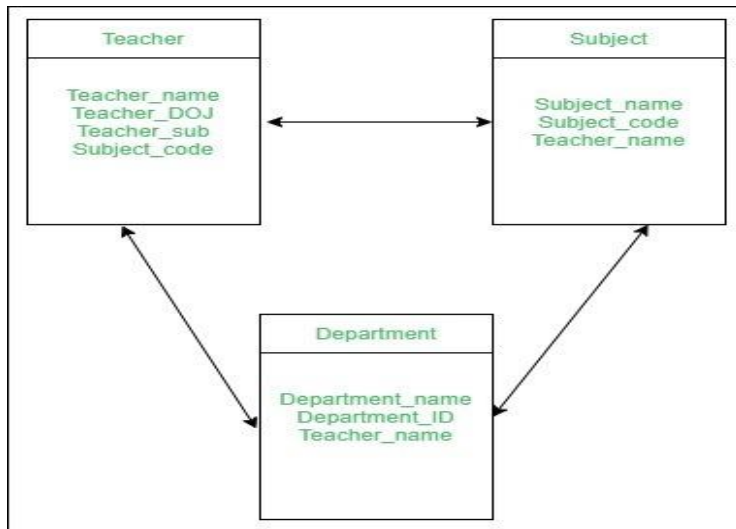 Teacher
Teacher_name
Teacher_DOJ
Teacher_sub
Subject_code
Subject
Subject_name
Subject_code
Teacher_name
Department
Department_name
Department_ID
Teacher_name